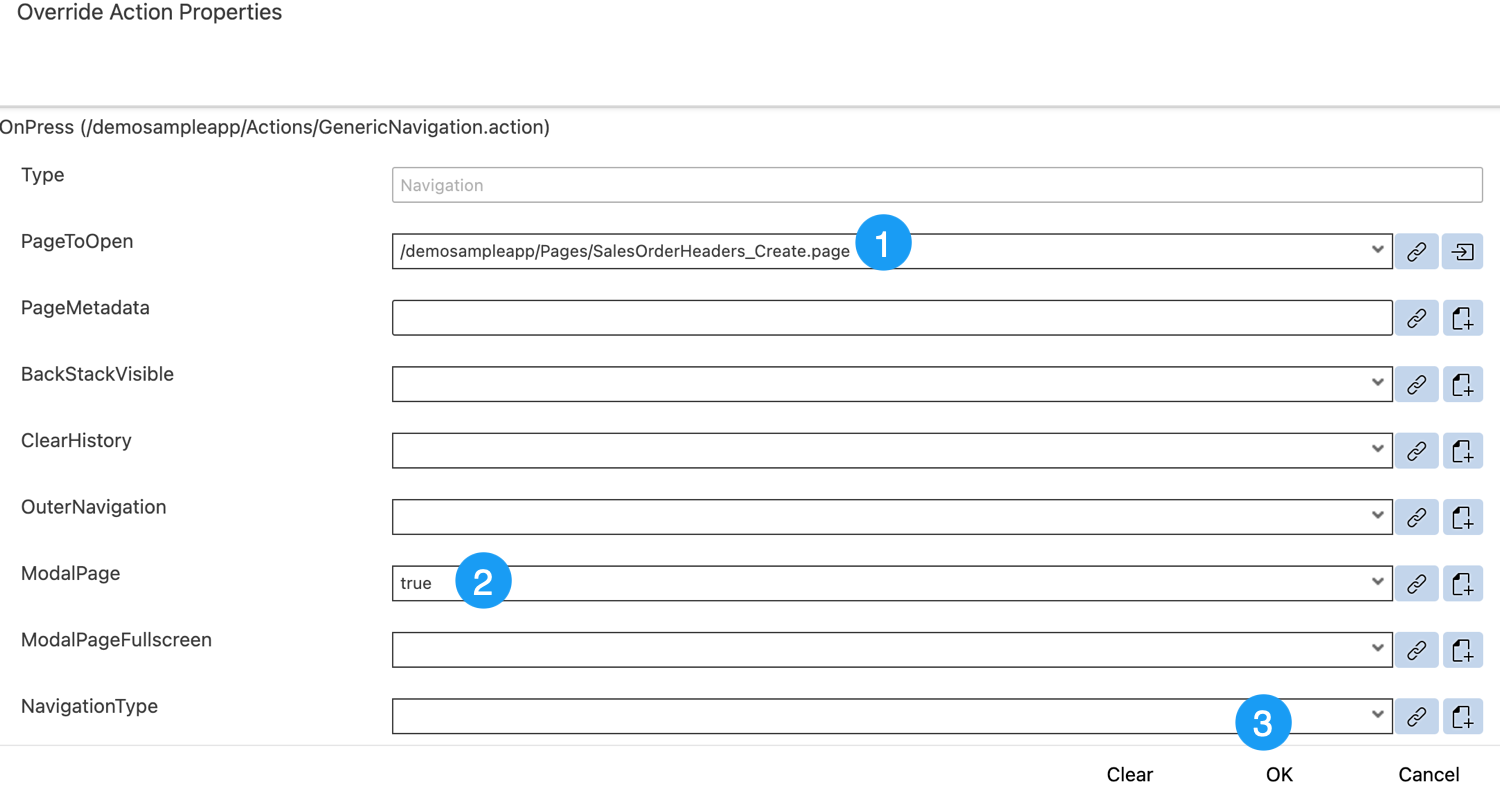 Override Action Properties
OnPress (/demosampleapp/Actions/GenericNavigation.action)
Type
Navigation
PageToOpen
/demosampleapp/Pages/SalesOrderHeaders_Create.page
1
PageMetadata
BackStackVisible
ClearHistory
OuterNavigation
ModalPage
true
2
ModalPageFullscreen
NavigationType
3
Clear
OK
Cancel